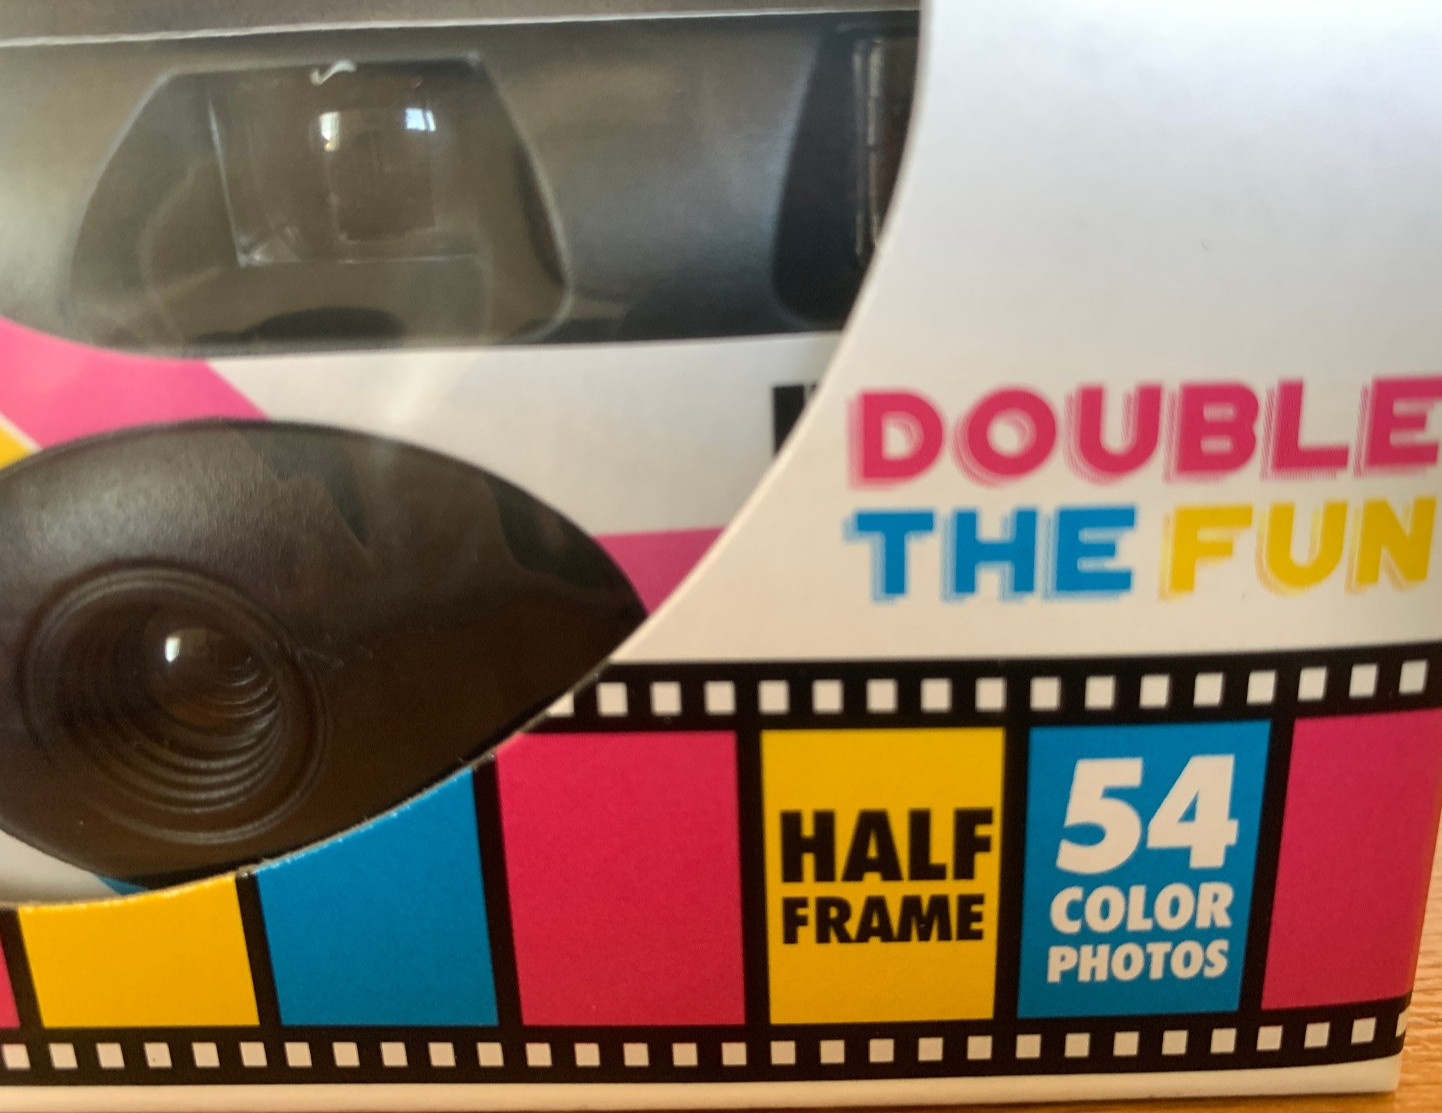 DOUBLE
THE FUN
HALF
FRAME
54
COLOR
PHOTOS